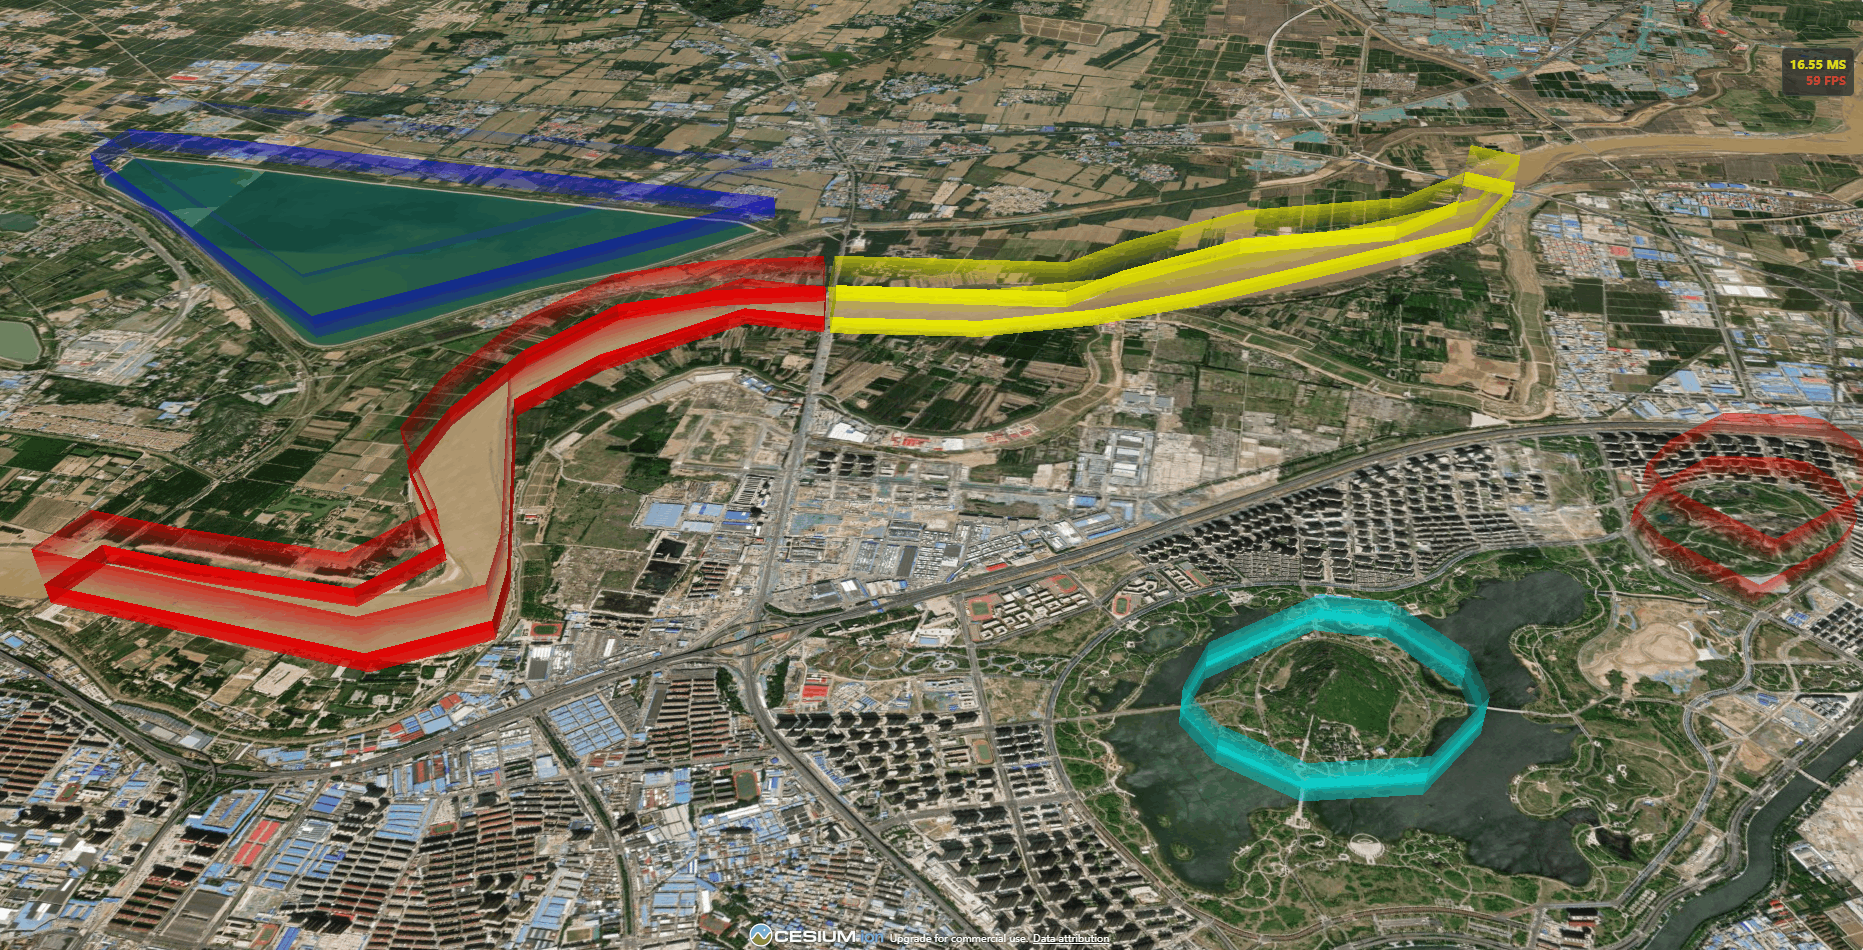 16.55 MS
59 FPS
CESIUM ion Upgrade for commercial use. Data attribution